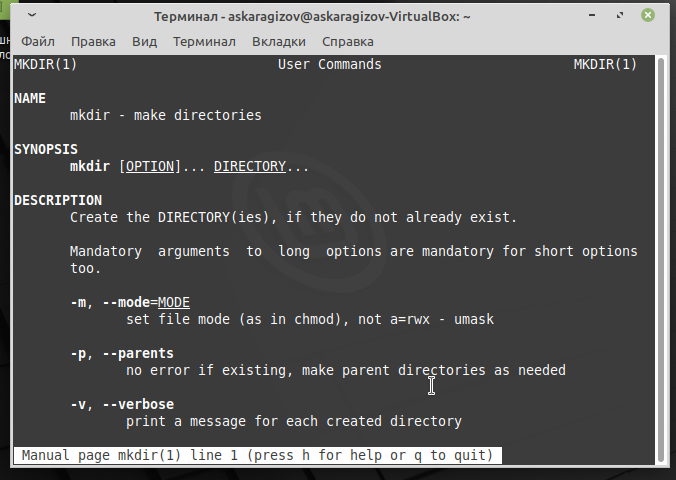 Терминал - askaragizov@askaragizov-VirtualBox: ~
Файл Правка Вид Терминал Вкладки Справка
MKDIR(1) User Commands MKDIR(1)
NAME
mkdir - make directories
SYNOPSIS
mkdir [OPTION]... DIRECTORY...
DESCRIPTION
Create the DIRECTORY(ies), if they do not already exist.
Mandatory arguments to long options are mandatory for short options
too.
-m, --mode=MODE
set file mode (as in chmod), not a=rwx - umask
-p, --parents
no error if existing, make parent directories as needed
-v, --verbose
print a message for each created directory
Manual page mkdir(1) line 1 (press h for help or q to quit)